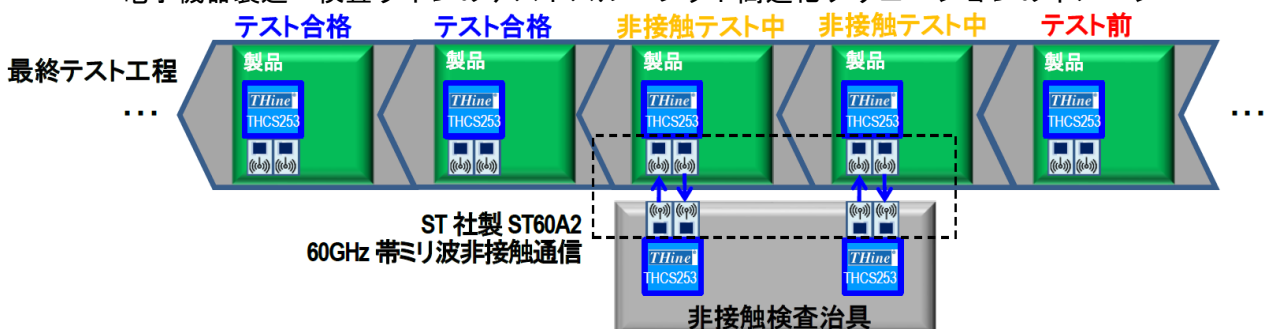 テスト合格 テスト合格 非接触テスト中 非接触テスト中 テスト前
最終テスト工程
...
製品 製品 製品 製品 製品
THine THine THine THine THine
THCS253 THCS253 THCS253 THCS253 THCS253
...
ST 社製 ST60A2
60GHz 帯ミリ波非接触通信
THine THine
THCS253 THCS253
非接触検査治具